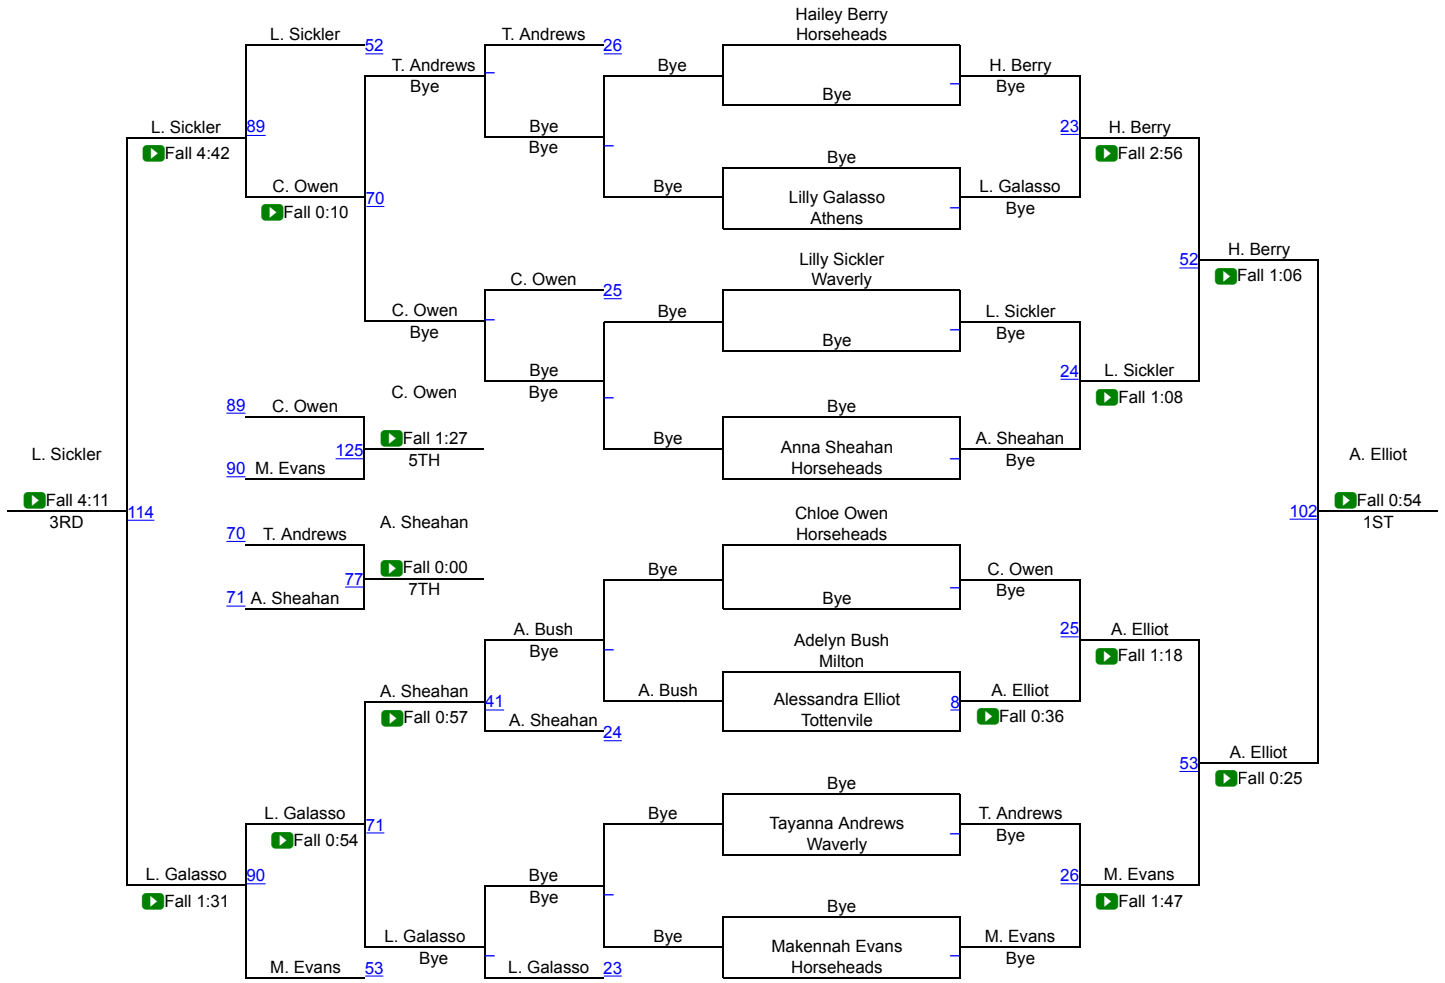 Hailey Berry
Horseheads
L. Sickler
52
T. Andrews
26
T. Andrews
Bye
Bye
Bye
H. Berry
Bye
L. Sickler
89
Fall 4:42
Bye
Bye
23
H. Berry
Fall 2:56
C. Owen
Fall 0:10
70
Bye
Bye
Lilly Galasso
Athens
L. Galasso
Bye
Lilly Sickler
Waverly
52
H. Berry
Fall 1:06
C. Owen
25
C. Owen
Bye
Bye
Bye
L. Sickler
Bye
Bye
Bye
24
L. Sickler
Fall 1:08
C. Owen
89
C. Owen
125
Fall 1:27
5TH
90
M. Evans
Bye
Bye
Anna Sheahan
Horseheads
A. Sheahan
Bye
L. Sickler
Fall 4:11
3RD
114
A. Elliot
102
Fall 0:54
1ST
A. Sheahan
70
T. Andrews
77
Fall 0:00
7TH
71
A. Sheahan
Chloe Owen
Horseheads
Bye
Bye
C. Owen
Bye
A. Bush
Bye
25
A. Elliot
Fall 1:18
Adelyn Bush
Milton
A. Sheahan
41
Fall 0:57
A. Sheahan
24
A. Bush
Alessandra Elliot
Tottenvile
8
A. Elliot
Fall 0:36
53
A. Elliot
Fall 0:25
L. Galasso
71
Fall 0:54
Bye
Bye
Tayanna Andrews
Waverly
T. Andrews
Bye
L. Galasso
90
Fall 1:31
Bye
Bye
26
M. Evans
Fall 1:47
L. Galasso
Bye
Bye
Bye
Makennah Evans
Horseheads
M. Evans
Bye
M. Evans
53
L. Galasso
23